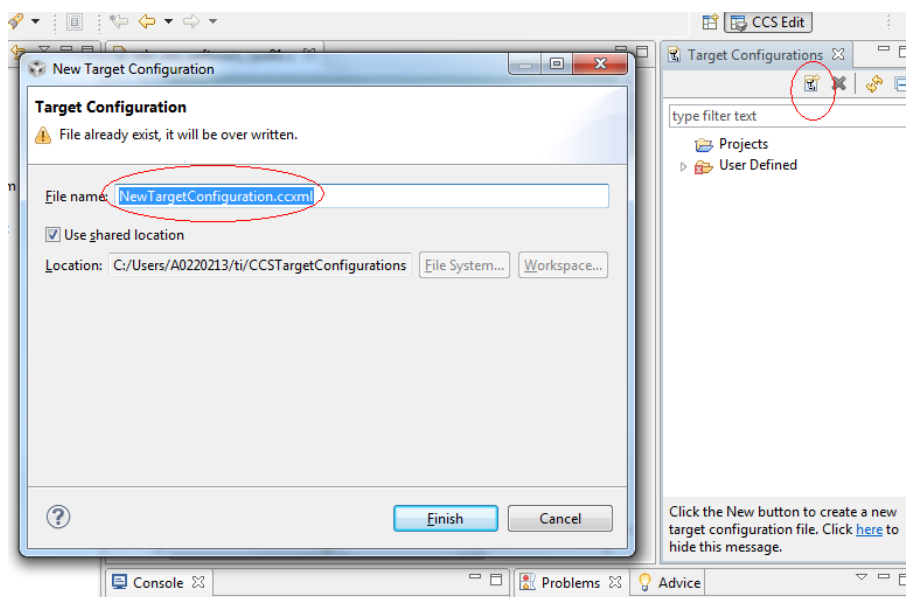 CCS Edit
New Target Configuration
Target Configuration
File already exist, it will be over written.
File name: NewTargetConfiguration.ccxml
Use shared location
Location: C:/Users/A0220213/ti/CCSTargetConfigurations File System... Workspace...
Finish Cancel
Target Configurations
type filter text
Projects
User Defined
Click the New button to create a new
target configuration file. Click here to
hide this message.
Console Problems Advice